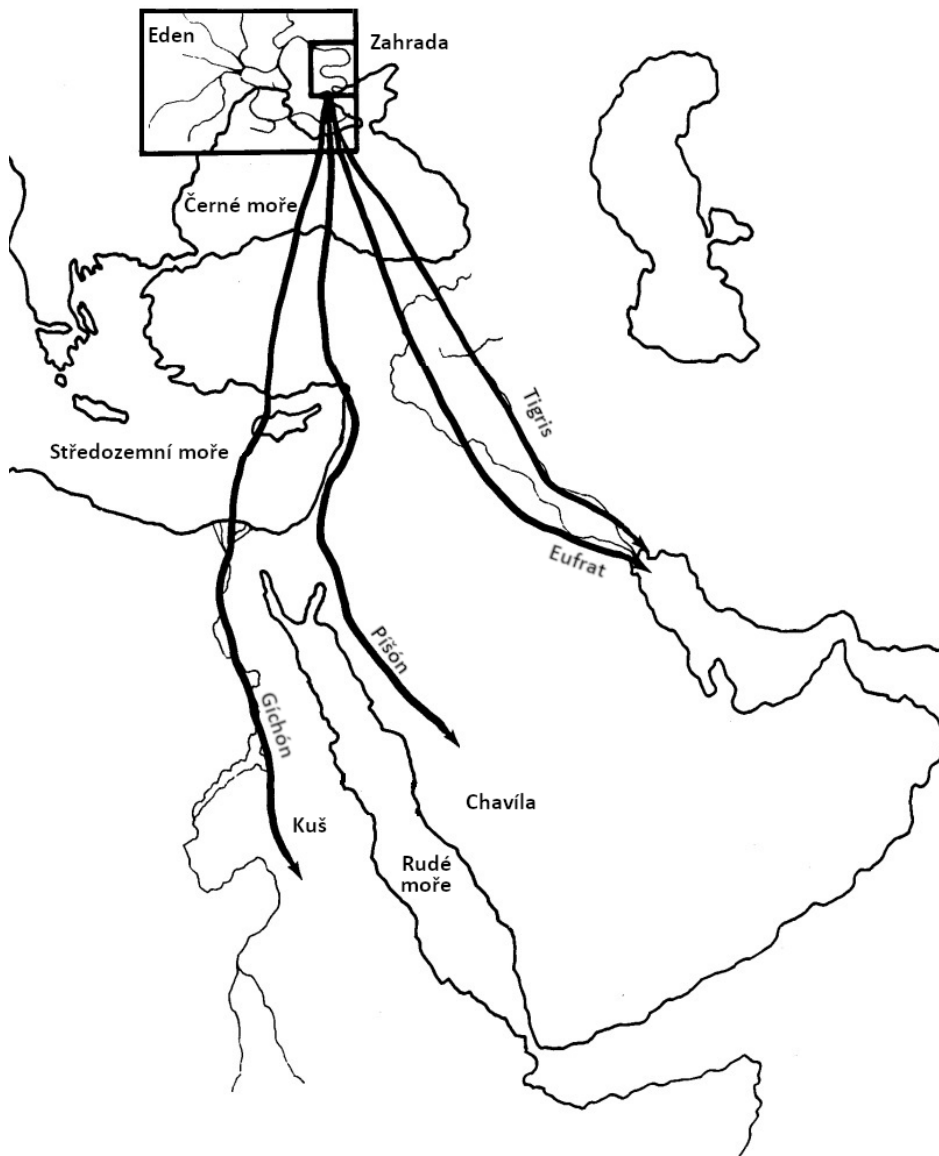 Eden
Zahrada
Černé moře
Tigris
Středozemní moře
Eufrat
Píšón
Gíchón
Chavíla
Kuš
Rudé
moře